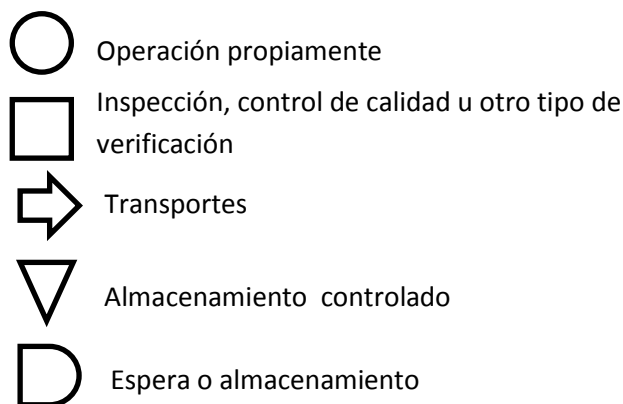 Operación propiamente
Inspección, control de calidad u otro tipo de
verificación
Transportes
Almacenamiento controlado
Espera o almacenamiento